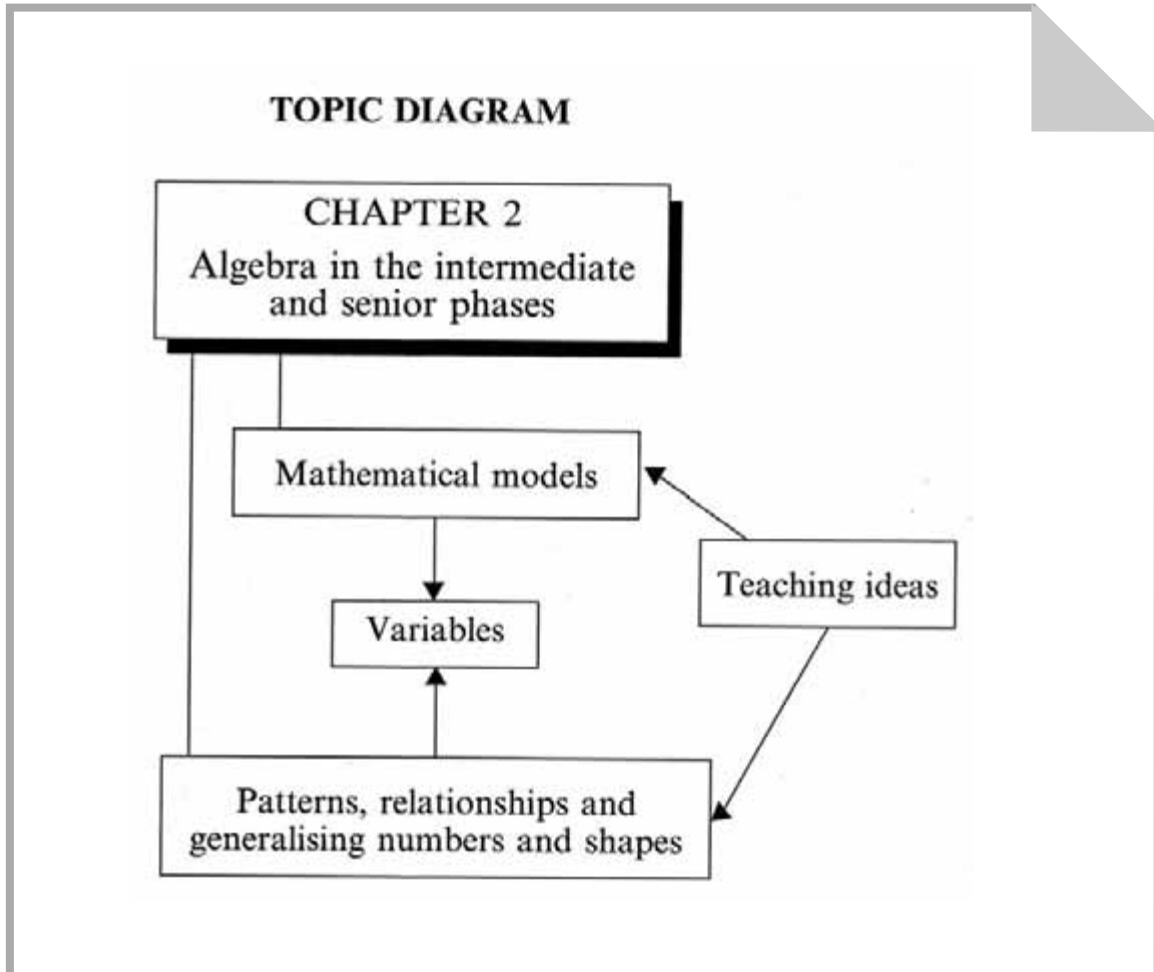 TOPIC DIAGRAM
CHAPTER 2
Algebra in the intermediate
and senior phases
Mathematical models
Teaching ideas
Variables
Patterns, relationships and
generalising numbers and shapes